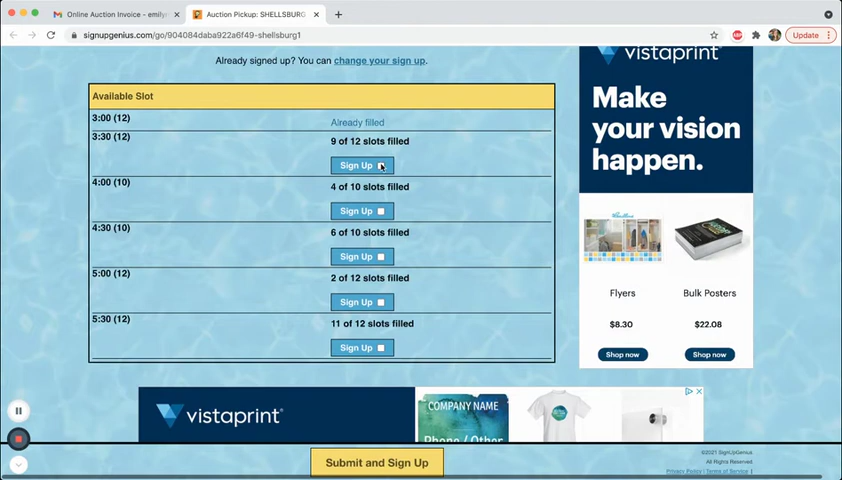 Online Auction Invoice - emilyr
Auction Pickup: SHELLSBURG
signupgenius.com/go/904084daba922a6f49-shellsburg1
ABP
Update
Already signed up? You can change your sign up.
Available Slot
3:00 (12)
Already filled
3:30 (12)
9 of 12 slots filled
Sign Up
4:00 (10)
4 of 10 slots filled
Sign Up
4:30 (10)
6 of 10 slots filled
Sign Up
5:00 (12)
2 of 12 slots filled
Sign Up
5:30 (12)
11 of 12 slots filled
Sign Up
vistaprint
Make
your vision
happen.
Flyers
Bulk Posters
$8.30
$22.08
Shop now
Shop now
vistaprint
COMPANY NAME
Phone / Other
Submit and Sign Up
©2021 SignUpGenius.
All Rights Reserved.
Privacy Policy | Terms of Service |